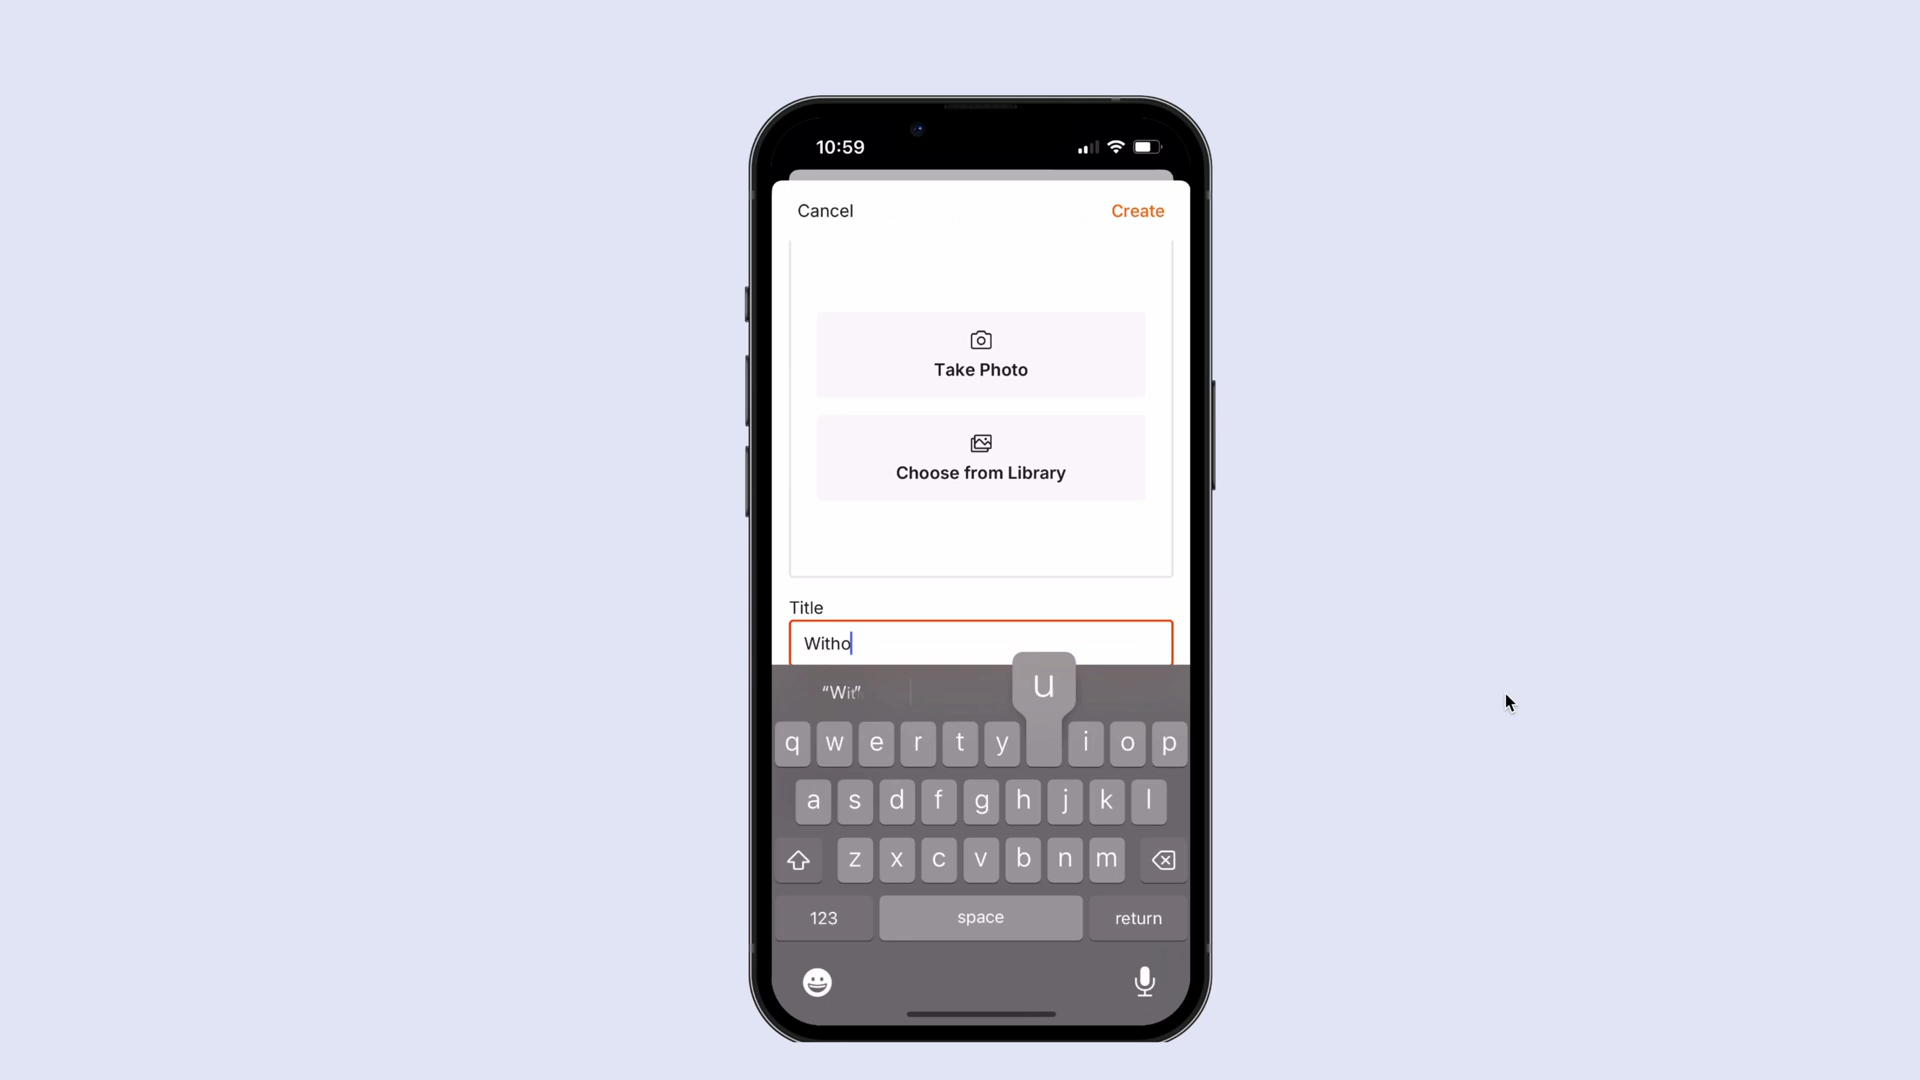 10:59
Cancel
Create
Take Photo
Choose from Library
Title
Witho
“Wit”
u
q w e r t y i o p
a s d f g h j k l
z x c v b n m
123
space
return